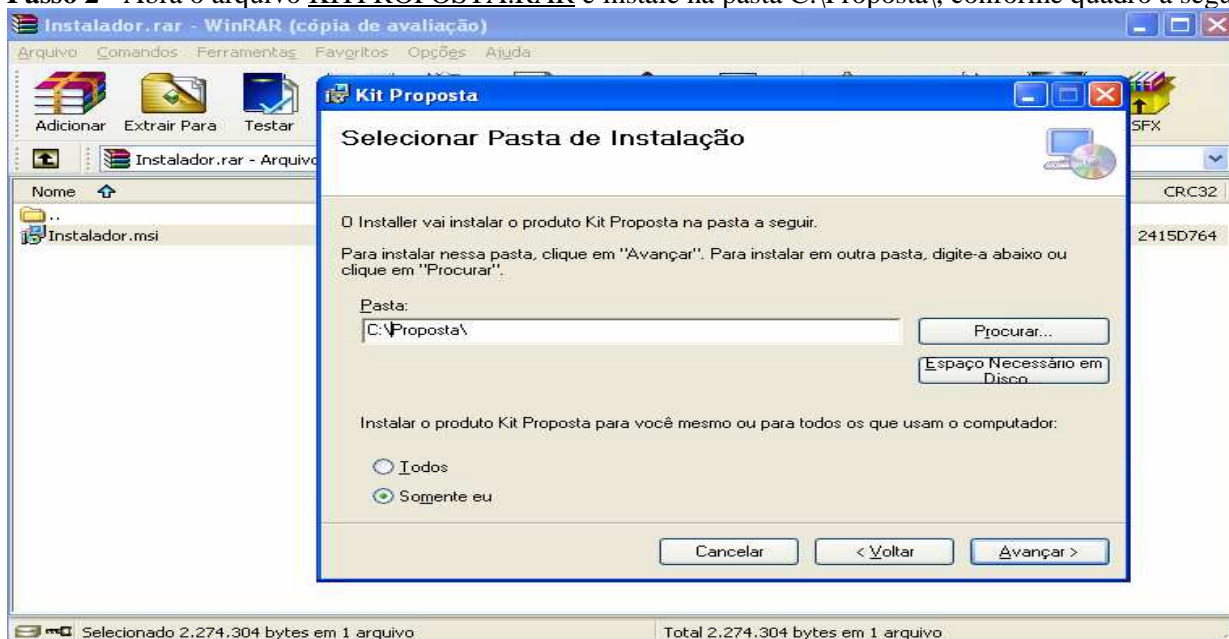 Passo 2 - Abra o arquivo KITPROPOSTA.RAR e instale na pasta C:\Proposta\, conforme quadro a segu
Instalador.rar - WinRAR (cópia de avaliação)
Arquivo Comandos Ferramentas Favoritos Opções Ajuda
Adicionar Extrair Para Testar SFX
Instalador.rar - Arquivo
Nome CRC32
..
Instalador.msi 2415D764
Kit Proposta
Selecionar Pasta de Instalação
O Installer vai instalar o produto Kit Proposta na pasta a seguir.
Para instalar nessa pasta, clique em "Avançar". Para instalar em outra pasta, digite-a abaixo ou
clique em "Procurar".
Pasta:
C:\Proposta\ Procurar...
Espaço Necessário em
Disco...
Instalar o produto Kit Proposta para você mesmo ou para todos os que usam o computador:
Todos
Somente eu
Cancelar < Voltar Avançar >
Selecionado 2.274.304 bytes em 1 arquivo Total 2.274.304 bytes em 1 arquivo